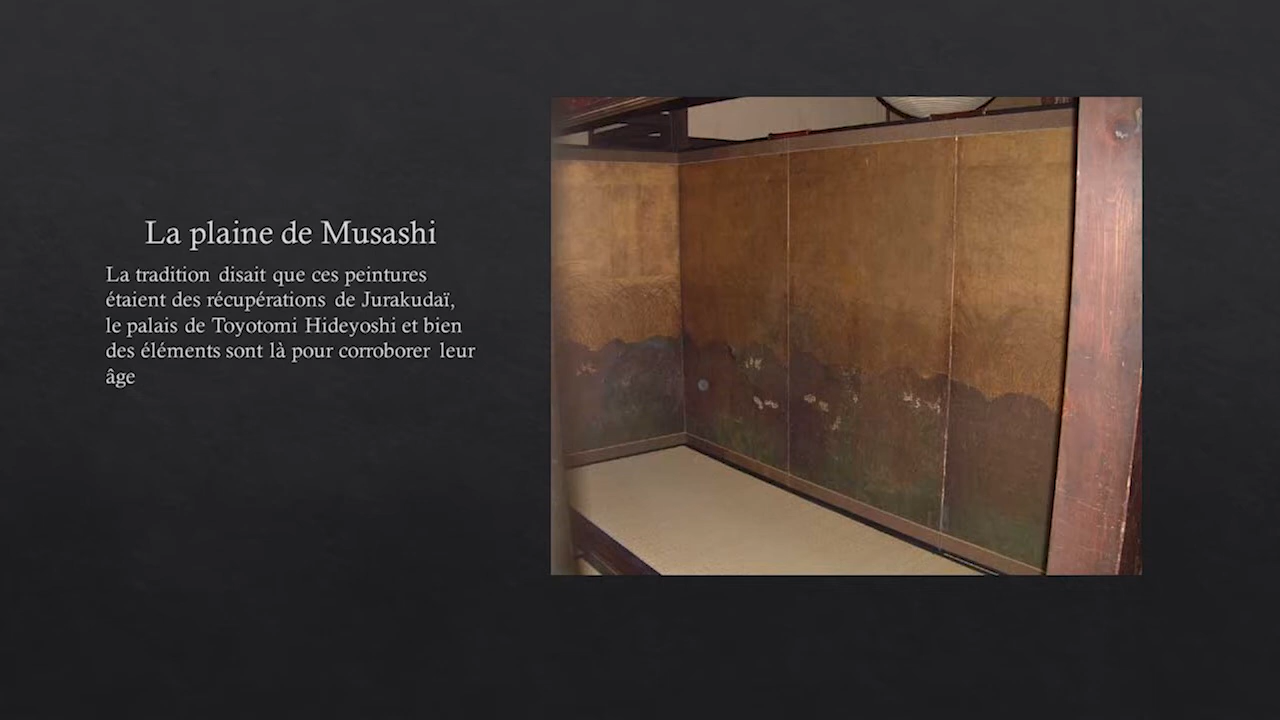 La plaine de Musashi
La tradition disait que ces peintures
étaient des récupérations de Jurakudaï,
le palais de Toyotomi Hideyoshi et bien
des éléments sont là pour corroborer leur
âge